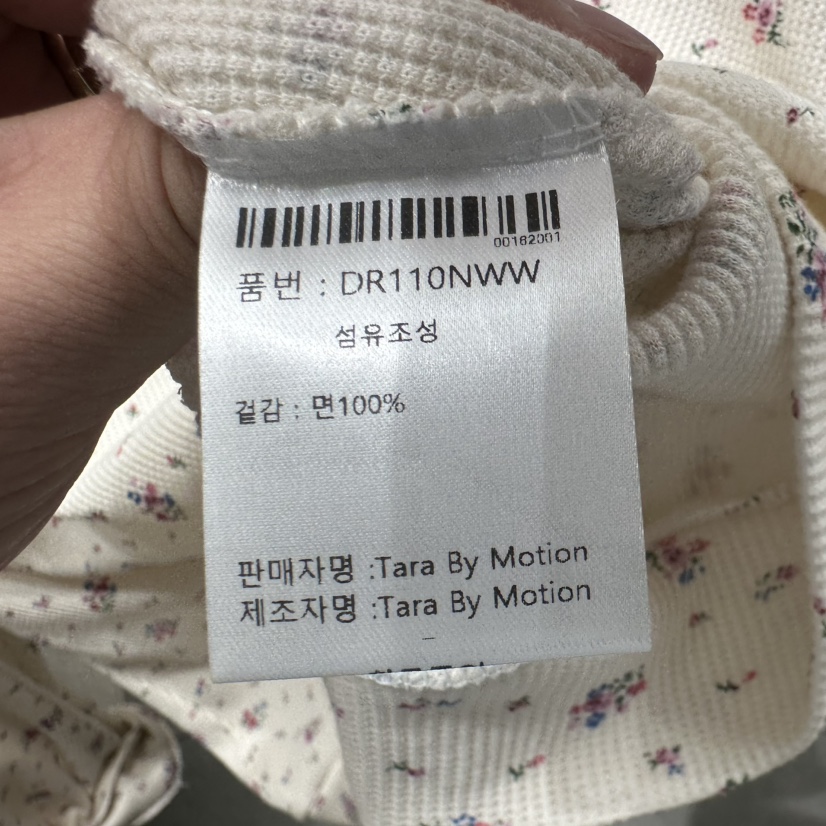 00182001
품번 : DR110NWW
섬유조성
겉감 : 면100%
판매자명 :Tara By Motion
제조자명 :Tara By Motion